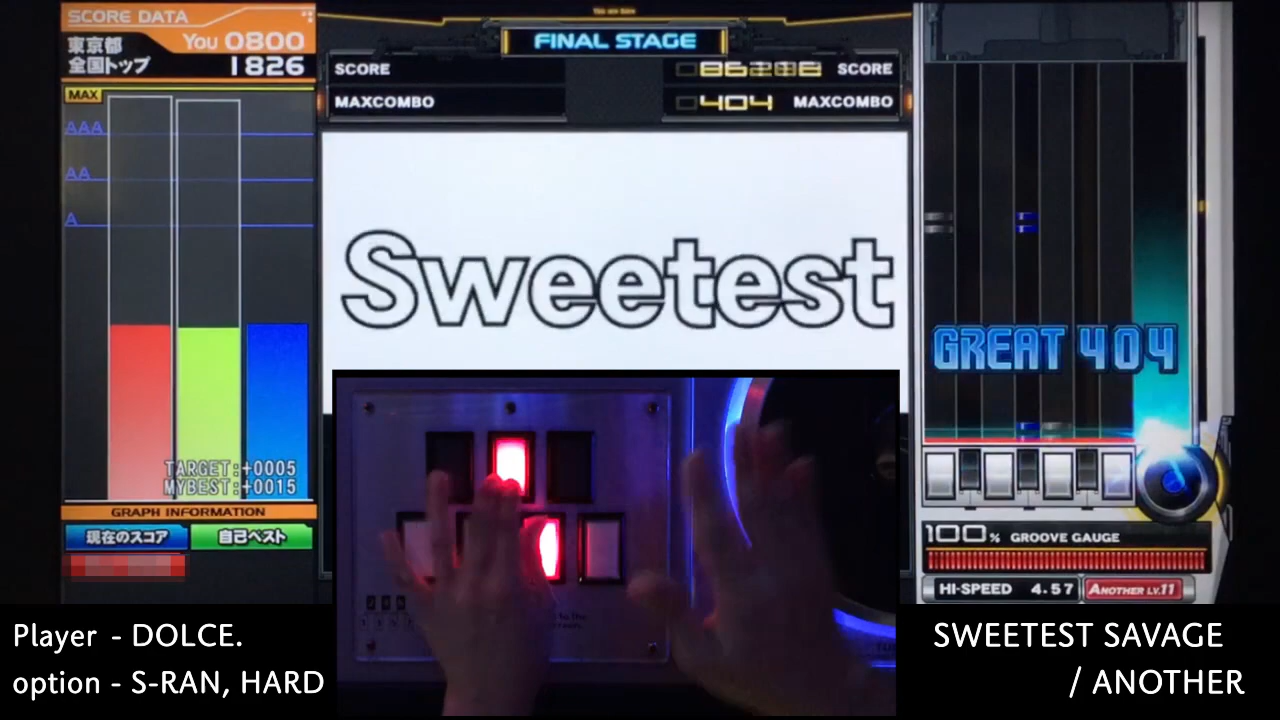 SCORE DATA
東京都 You 0800
全国トップ 1826
MAX
AAA
AA
A
TARGET:+0005
MYBEST:+0015
GRAPH INFORMATION
現在のスコア 自己ベスト
FINAL STAGE
SCORE SCORE
MAXCOMBO 404 MAXCOMBO
Sweetest
GREAT 404
100% GROOVE GAUGE
HI-SPEED 4.57 ANOTHER LV.11
Player - DOLCE.
option - S-RAN, HARD
SWEETEST SAVAGE
/ ANOTHER